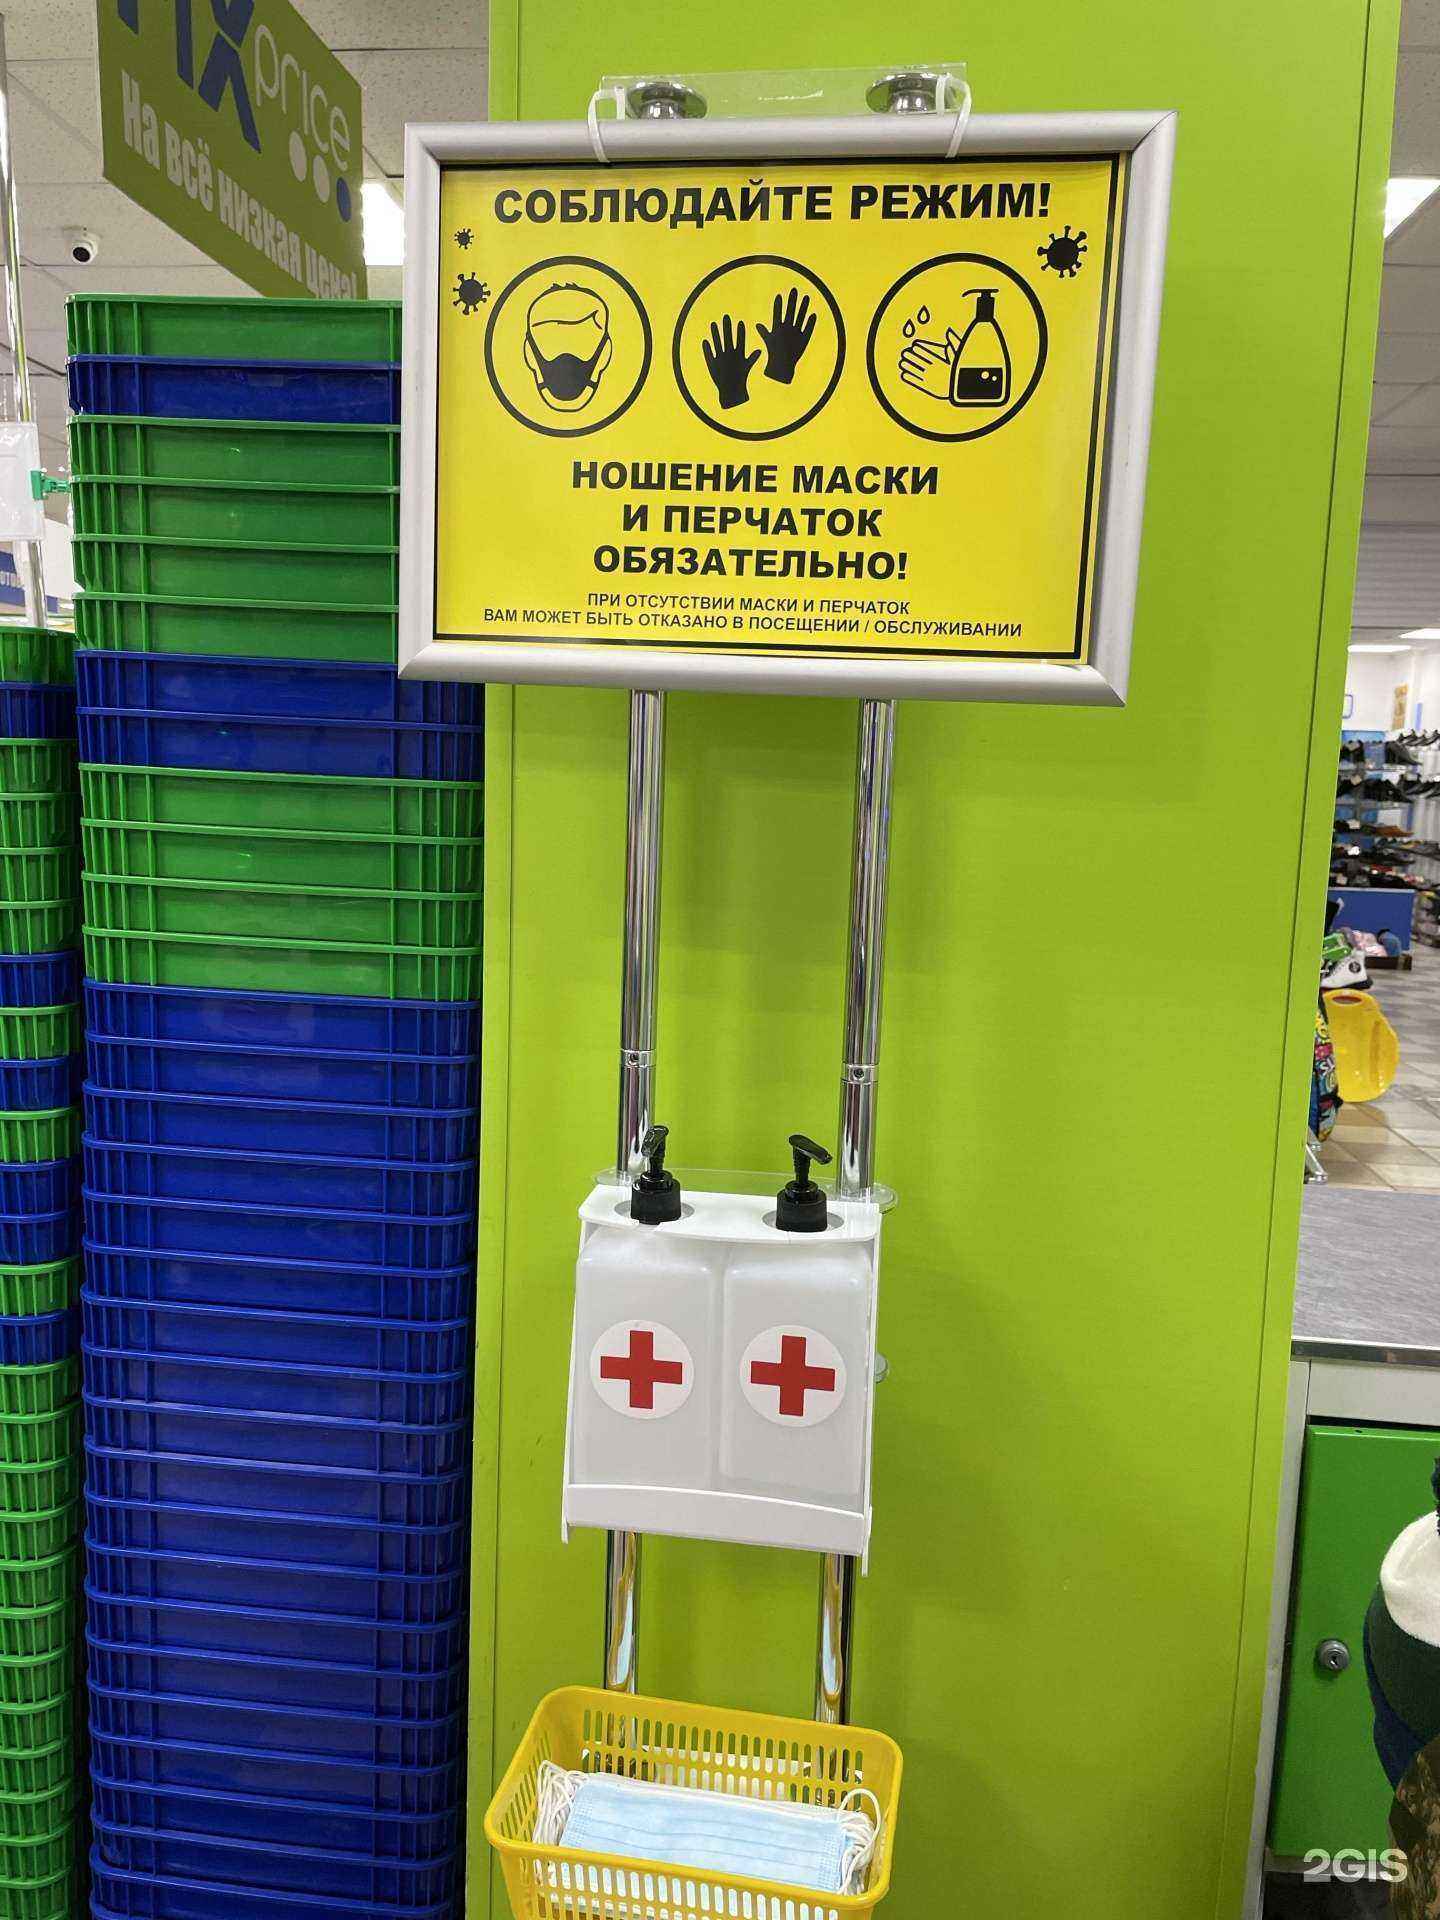 FIX price
На всё низкая цена!
СОБЛЮДАЙТЕ РЕЖИМ!
НОШЕНИЕ МАСКИ
И ПЕРЧАТОК
ОБЯЗАТЕЛЬНО!
ПРИ ОТСУТСТВИИ МАСКИ И ПЕРЧАТОК
ВАМ МОЖЕТ БЫТЬ ОТКАЗАНО В ПОСЕЩЕНИИ / ОБСЛУЖИВАНИИ
2GIS